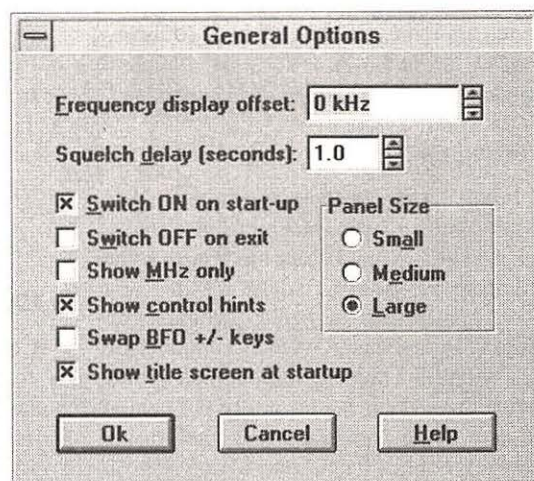 General Options
Frequency display offset: 0 kHz
Squelch delay (seconds): 1.0
Switch ON on start-up
Switch OFF on exit
Show MHz only
Show control hints
Swap BFO +/- keys
Show title screen at startup
Panel Size
Small
Medium
Large
Ok
Cancel
Help